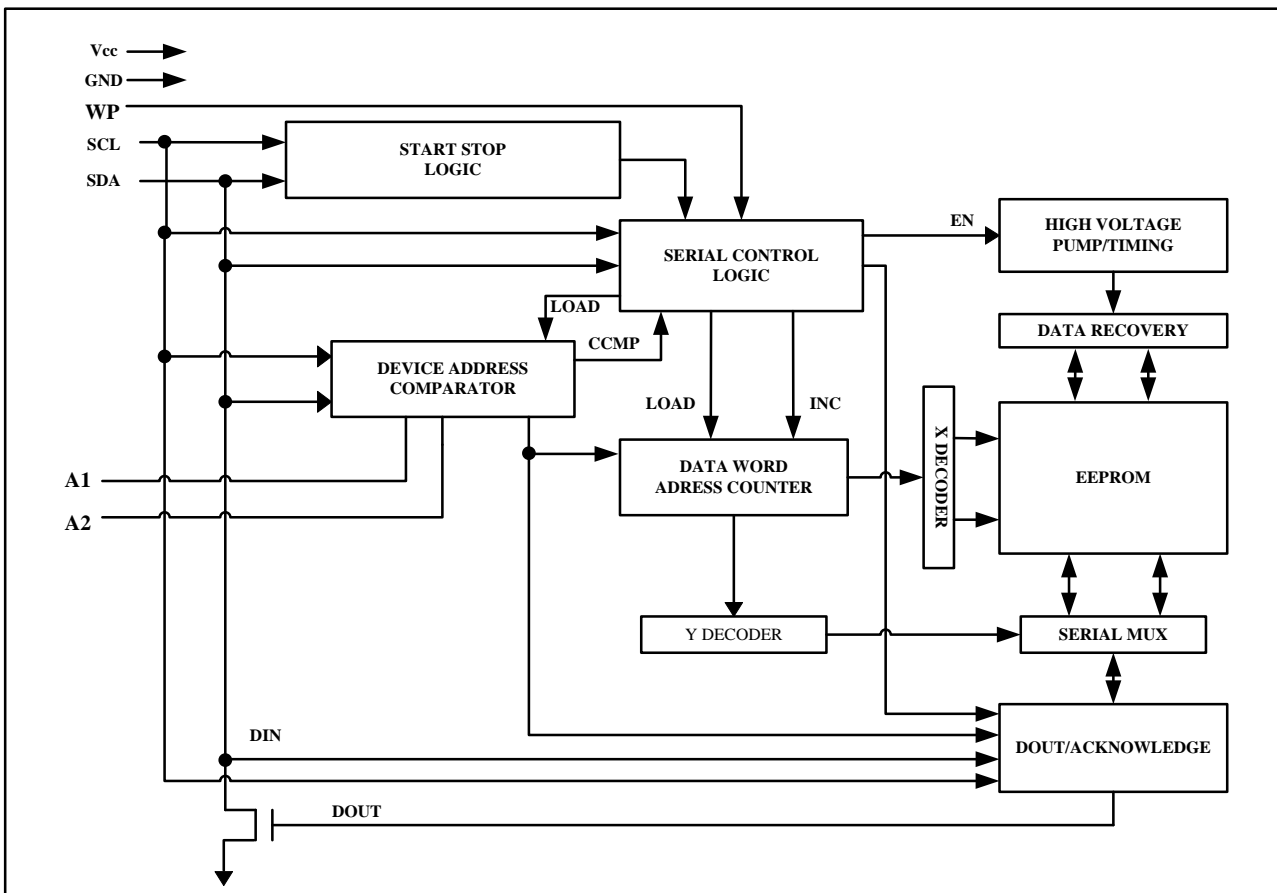 Vcc
GND
WP
SCL
SDA
START STOP
LOGIC
EN
HIGH VOLTAGE
PUMP/TIMING
SERIAL CONTROL
LOGIC
LOAD
CCMP
DATA RECOVERY
DEVICE ADDRESS
COMPARATOR
LOAD
INC
X DECODER
A1
A2
DATA WORD
ADRESS COUNTER
EEPROM
Y DECODER
SERIAL MUX
DIN
DOUT/ACKNOWLEDGE
DOUT